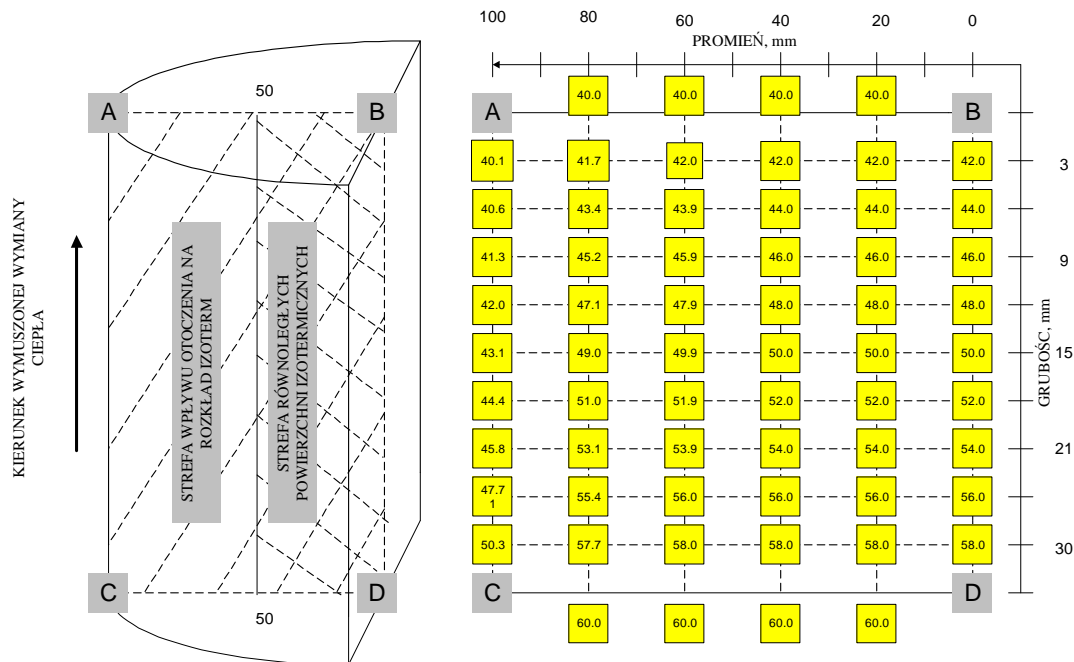 100 80 60 40 20 0
PROMIEŃ, mm
50
A B
KIERUNEK WYMUSZONEJ WYMIANY
CIEPŁA
STREFA WPŁYWU OTOCZENIA NA
ROZKŁAD IZOTERM
STREFA RÓWNOLEGŁYCH
POWIERZCHNI IZOTERMICZNYCH
C D
50
40.0 40.0 40.0 40.0
A B
40.1 41.7 42.0 42.0 42.0 42.0 3
40.6 43.4 43.9 44.0 44.0 44.0
41.3 45.2 45.9 46.0 46.0 46.0 9
42.0 47.1 47.9 48.0 48.0 48.0
43.1 49.0 49.9 50.0 50.0 50.0 15
44.4 51.0 51.9 52.0 52.0 52.0
45.8 53.1 53.9 54.0 54.0 54.0 21
47.7
1
55.4 56.0 56.0 56.0 56.0
50.3 57.7 58.0 58.0 58.0 58.0 30
C D
60.0 60.0 60.0 60.0
GRUBOŚC, mm